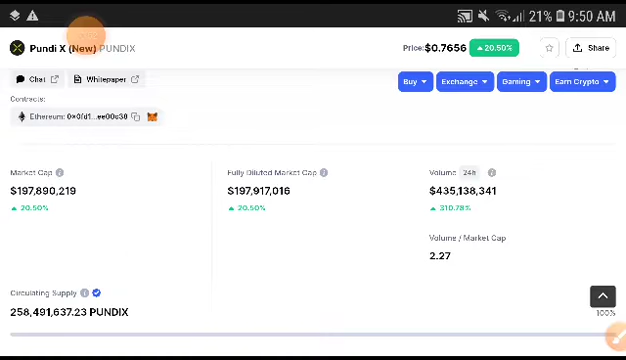 21% 9:50 AM
Pundi X (New) PUNDIX Price: $0.7656 20.50% Share
Chat Whitepaper Buy Exchange Gaming Earn Crypto
Contracts:
Ethereum: 0x0fd1...ee00c38
Market Cap Fully Diluted Market Cap Volume 24h
$197,890,219 $197,917,016 $435,138,341
20.50% 20.50% 310.78%
Volume / Market Cap
2.27
Circulating Supply
258,491,637.23 PUNDIX
100%